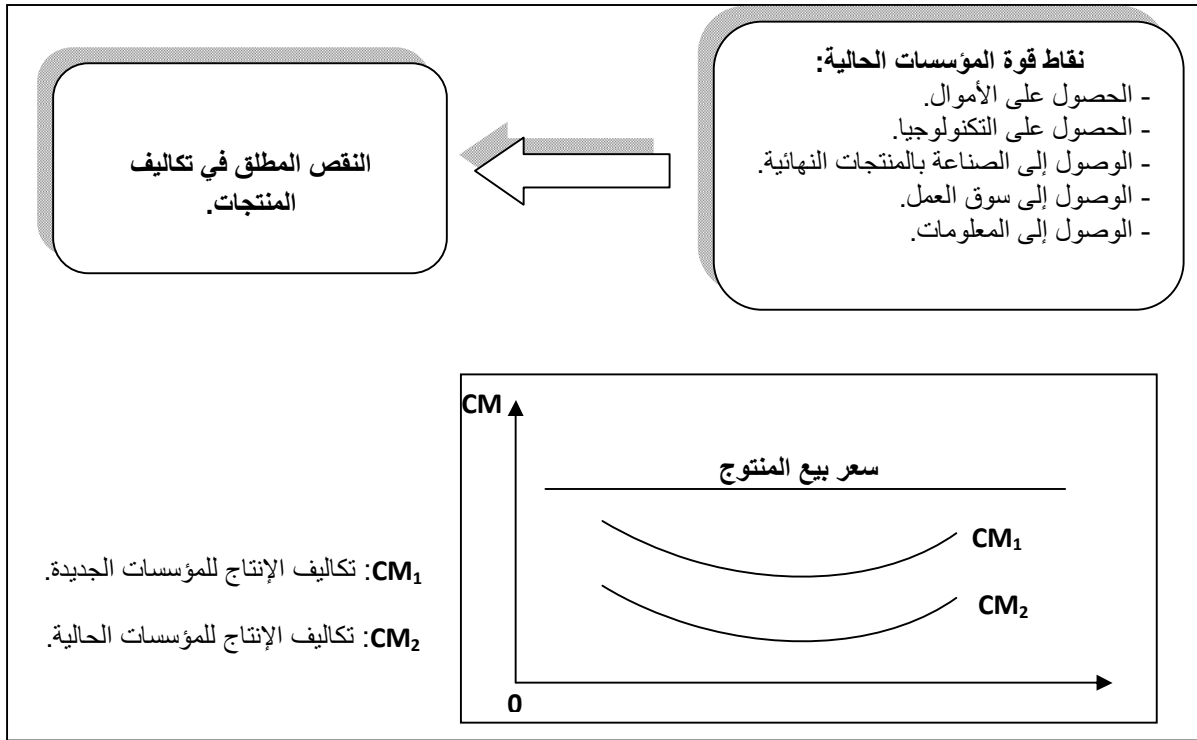 نقاط قوة المؤسسات الحالية:
- الحصول على الأموال.
- الحصول على التكنولوجيا.
- الوصول إلى الصناعة بالمنتجات النهائية.
- الوصول إلى سوق العمل.
- الوصول إلى المعلومات.
النقص المطلق في تكاليف
المنتجات.
CM
سعر بيع المنتوج
CM₁
CM₂
0
CM₁: تكاليف الإنتاج للمؤسسات الجديدة.
CM₂: تكاليف الإنتاج للمؤسسات الحالية.